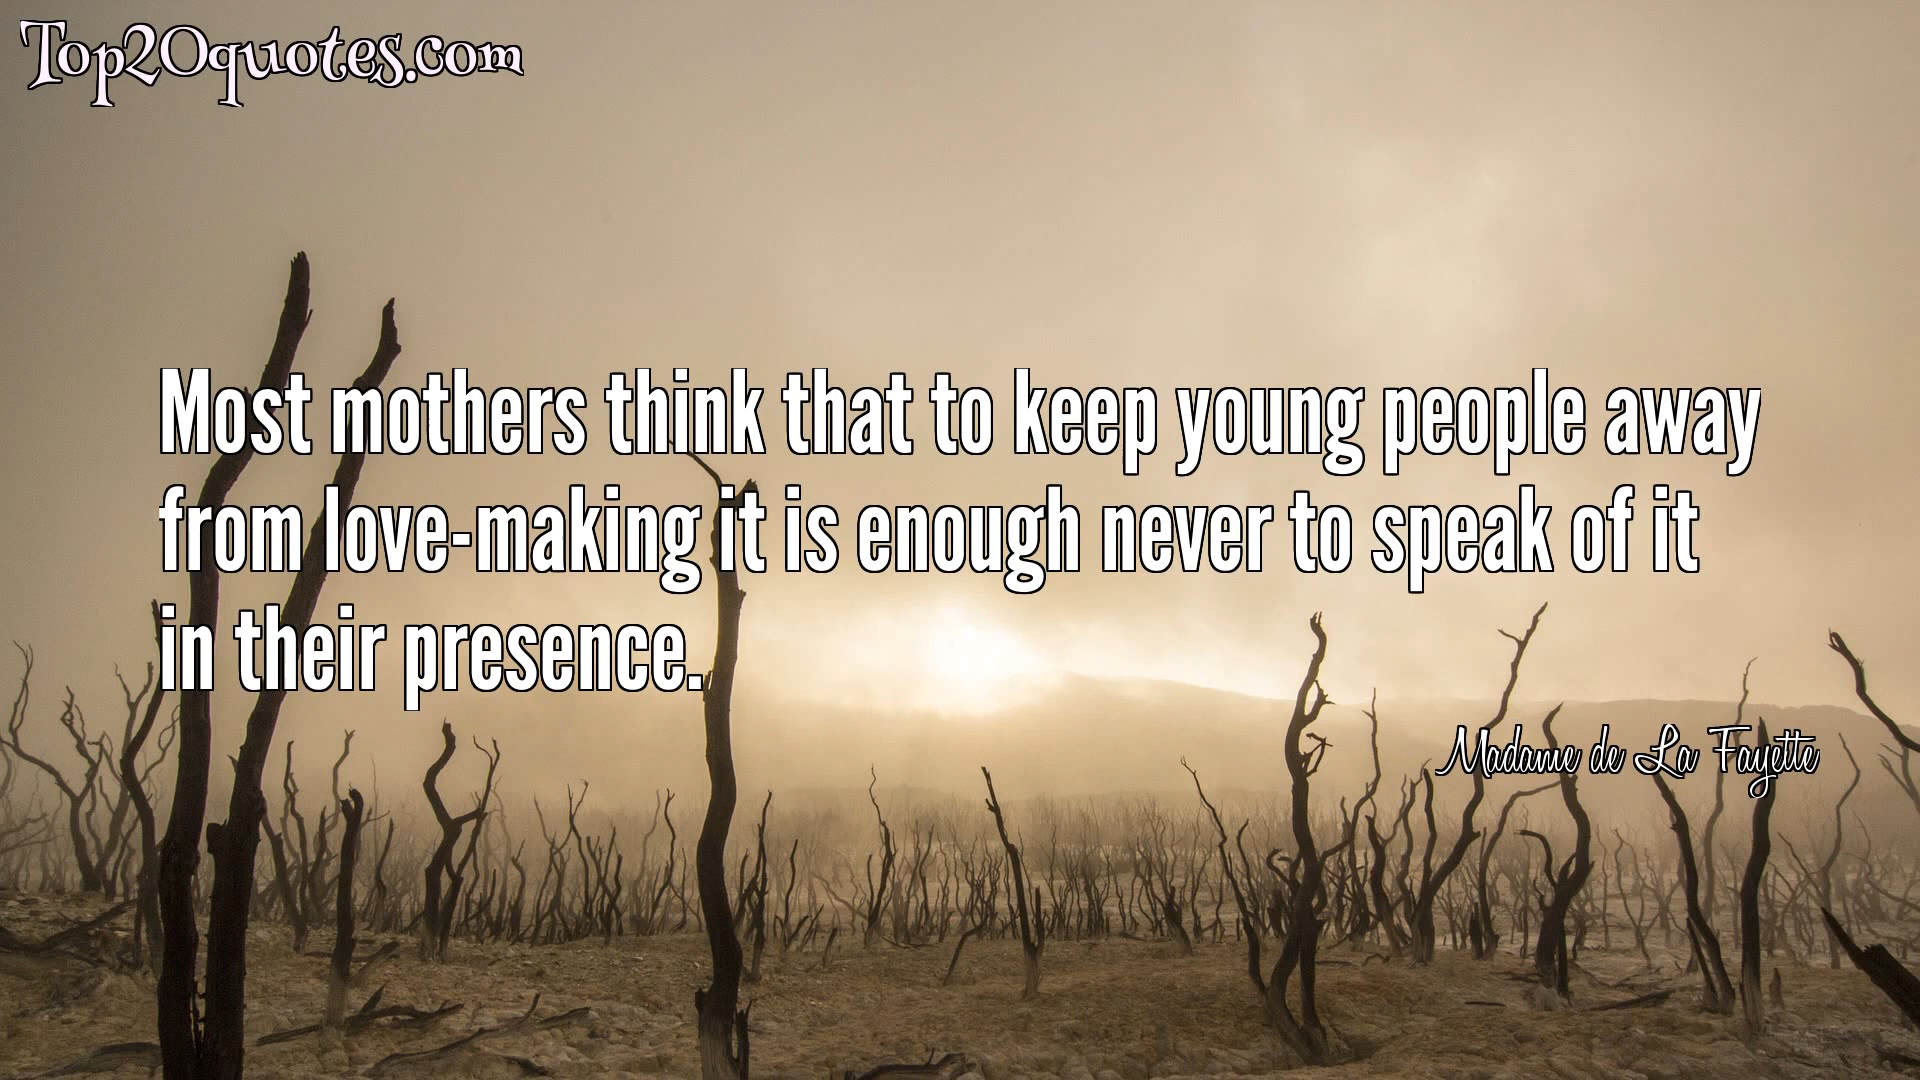 Top20quotes.com
Most mothers think that to keep young people away
from love-making it is enough never to speak of it
in their presence.
Madame de La Fayette